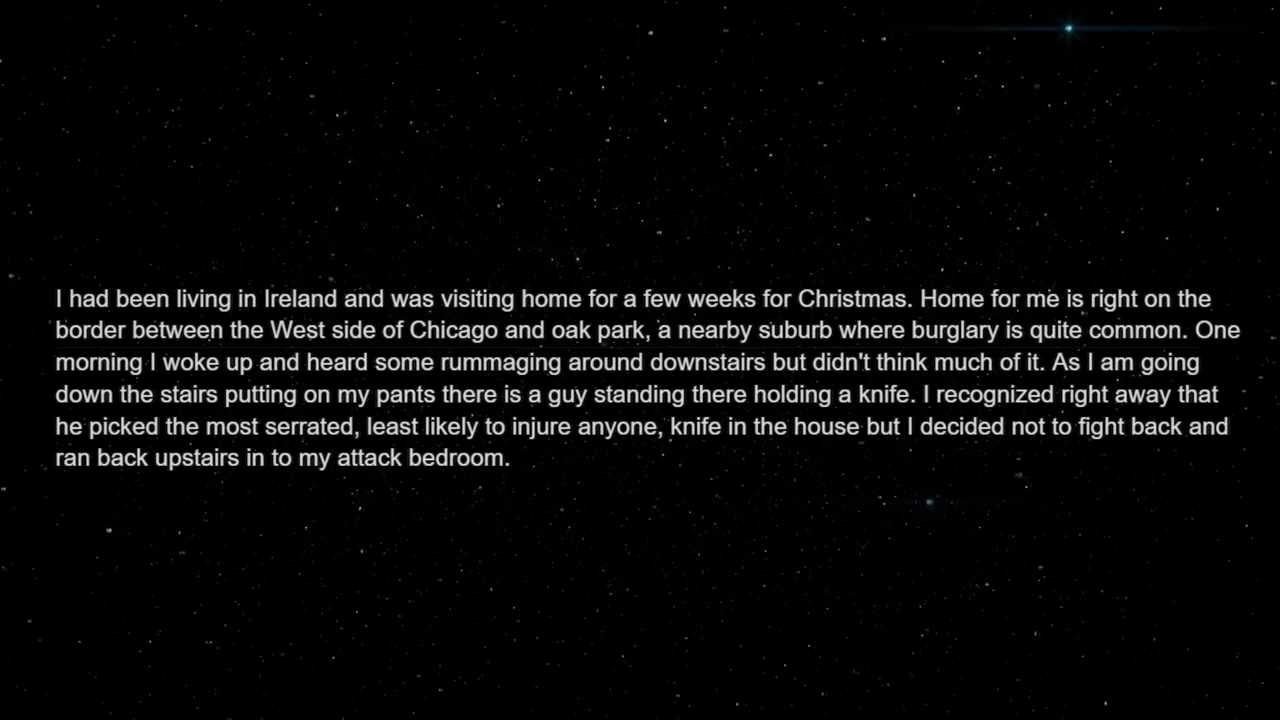 I had been living in Ireland and was visiting home for a few weeks for Christmas. Home for me is right on the
border between the West side of Chicago and oak park, a nearby suburb where burglary is quite common. One
morning I woke up and heard some rummaging around downstairs but didn't think much of it. As I am going
down the stairs putting on my pants there is a guy standing there holding a knife. I recognized right away that
he picked the most serrated, least likely to injure anyone, knife in the house but I decided not to fight back and
ran back upstairs in to my attack bedroom.